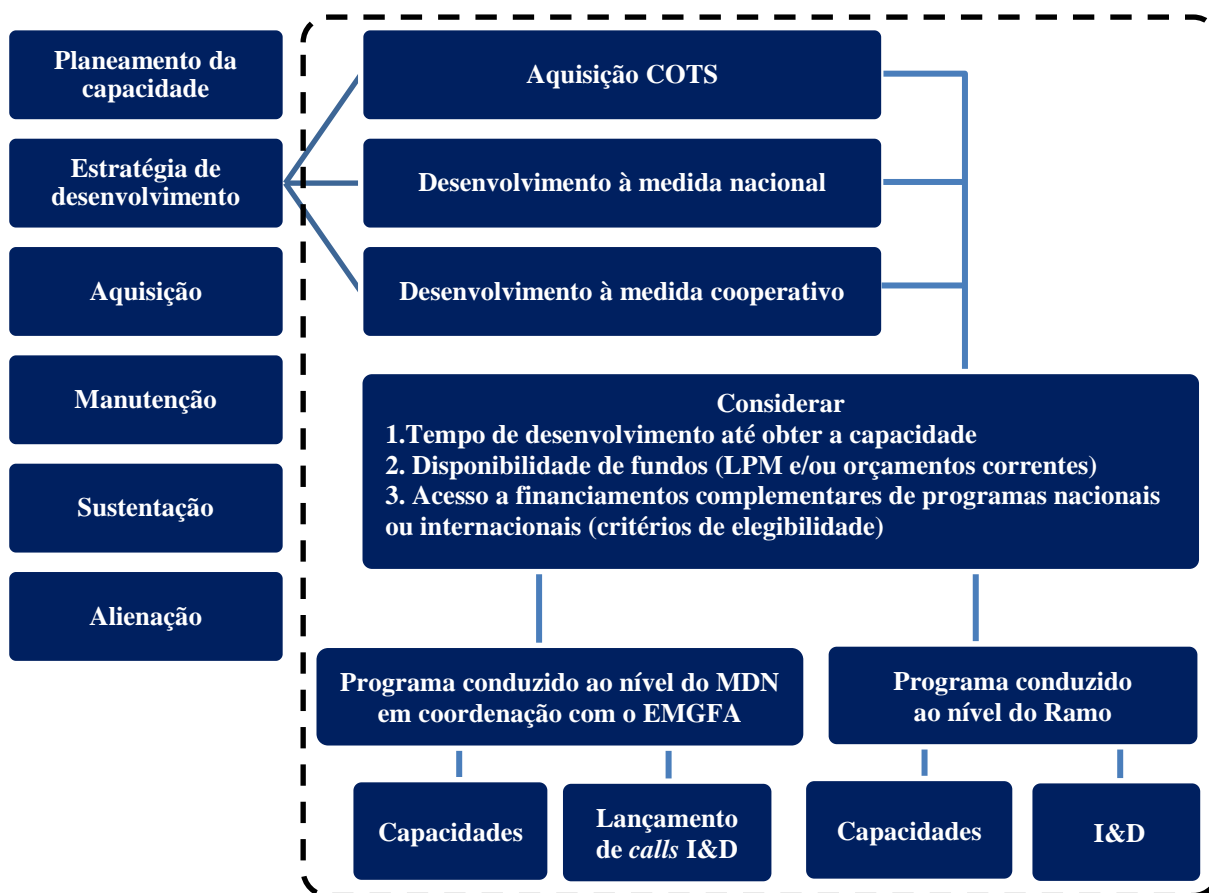 Planeamento da
capacidade
Estratégia de
desenvolvimento
Aquisição
Manutenção
Sustentação
Alienação
Aquisição COTS
Desenvolvimento à medida nacional
Desenvolvimento à medida cooperativo
Considerar
1.Tempo de desenvolvimento até obter a capacidade
2. Disponibilidade de fundos (LPM e/ou orçamentos correntes)
3. Acesso a financiamentos complementares de programas nacionais
ou internacionais (critérios de elegibilidade)
Programa conduzido ao nível do MDN
em coordenação com o EMGFA
Programa conduzido
ao nível do Ramo
Capacidades
Lançamento
de calls I&D
Capacidades
I&D